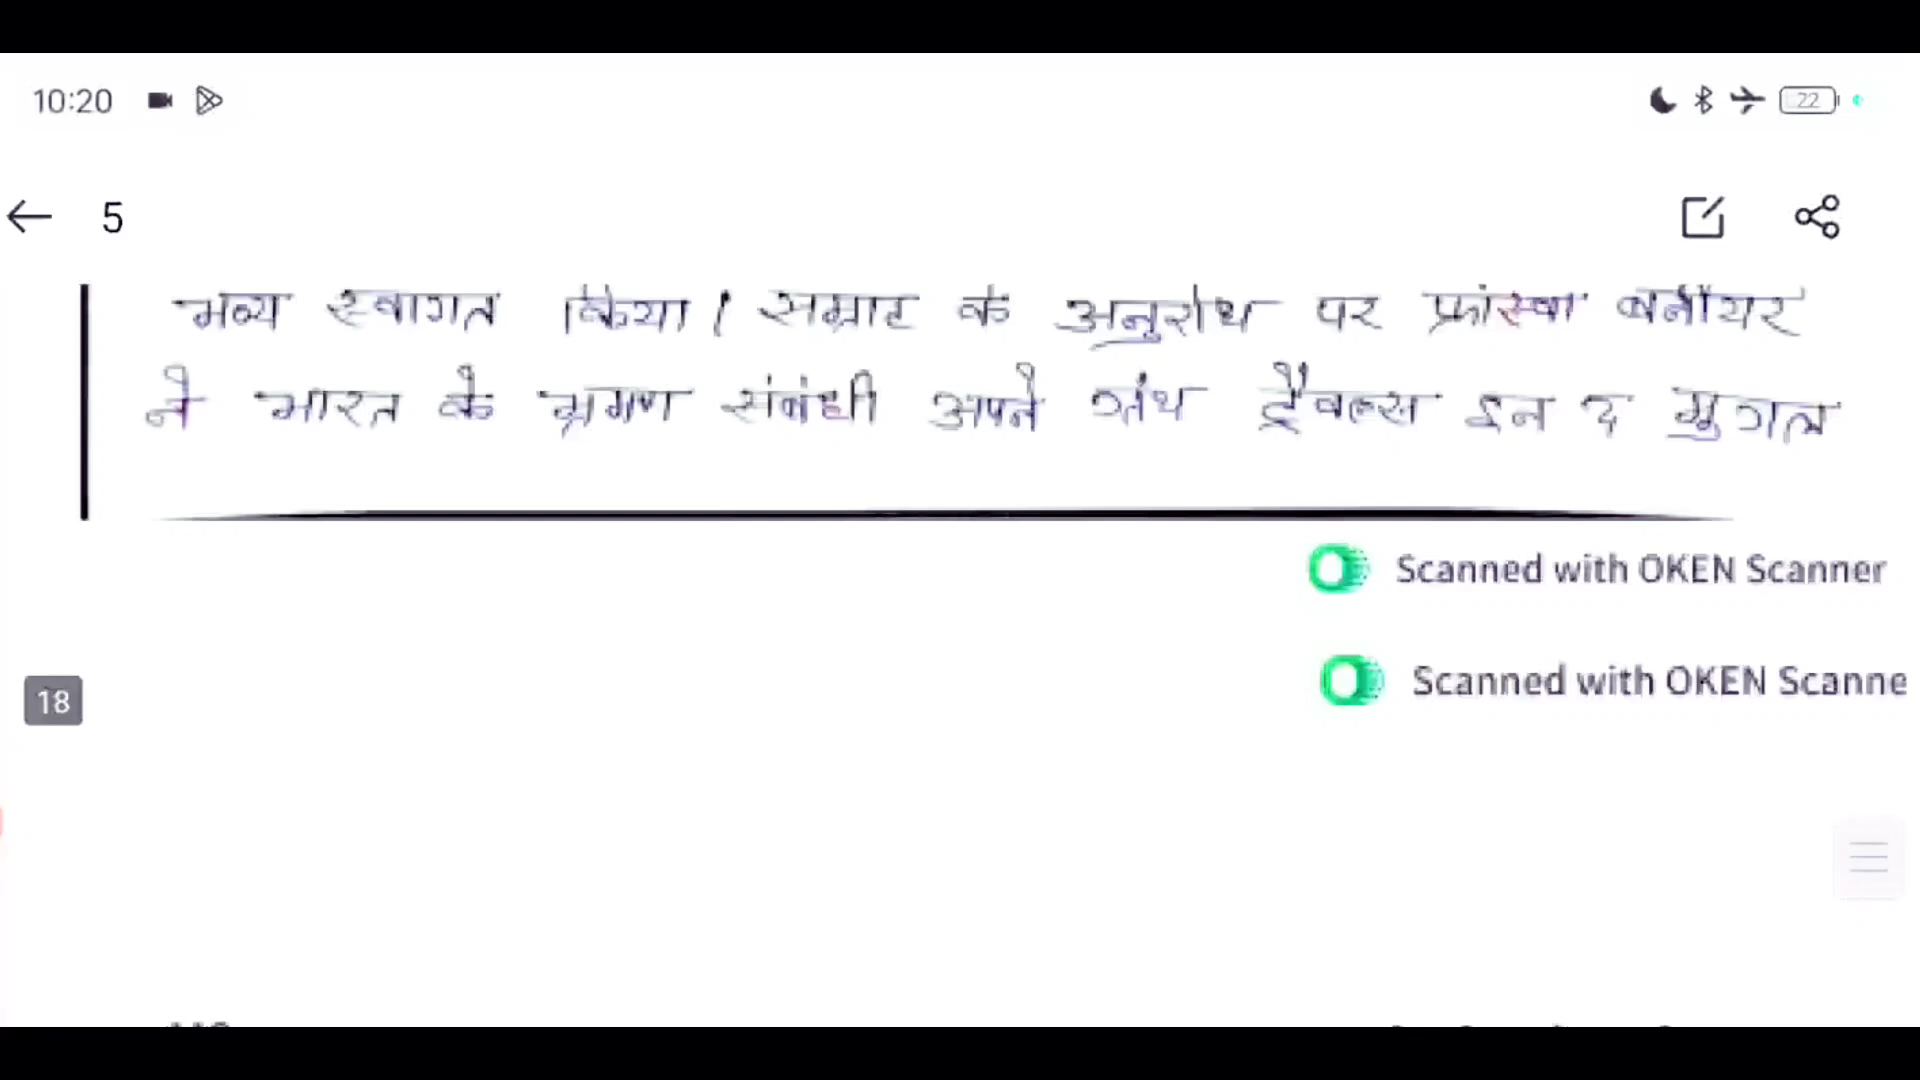 10:20
22
5
भव्य स्वागत किया। सम्राट के अनुरोध पर फ्रांस्वा बर्नीयर
ने भारत के भ्रमण संबंधी अपने ग्रंथ ट्रैवल्स इन द मुगल
Scanned with OKEN Scanner
Scanned with OKEN Scanne
18